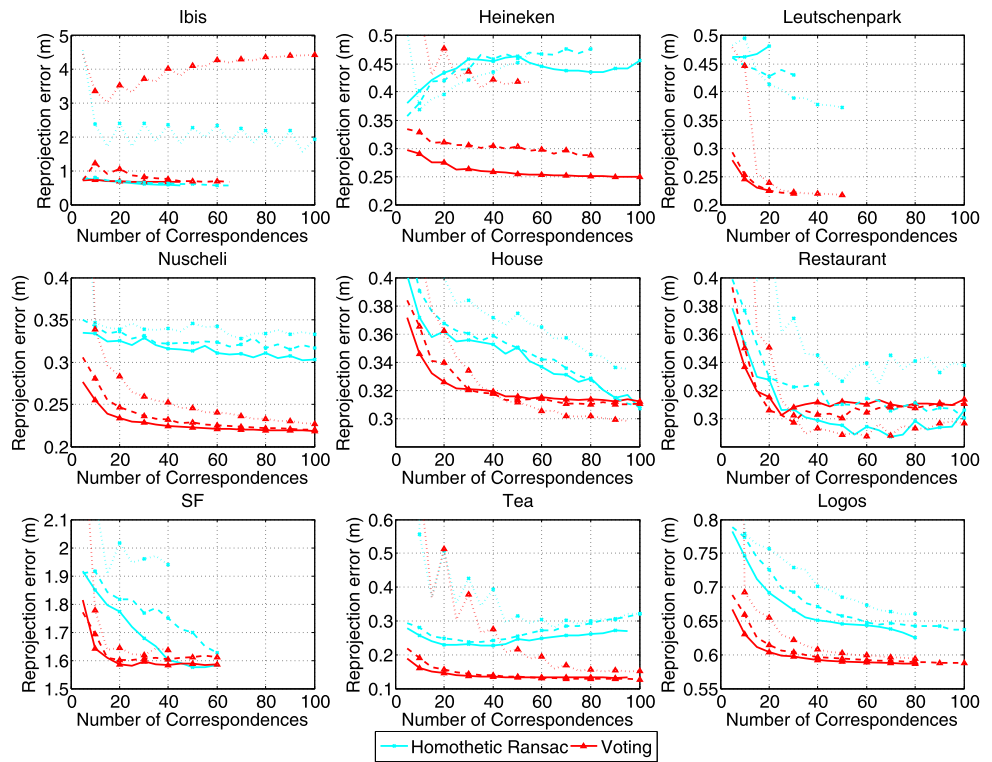 Ibis
Heineken
Leutschenpark
Reprojection error (m)
5
4
3
2
1
0
0 20 40 60 80 100
Number of Correspondences
Reprojection error (m)
0.5
0.45
0.4
0.35
0.3
0.25
0.2
0 20 40 60 80 100
Number of Correspondences
Reprojection error (m)
0.5
0.45
0.4
0.35
0.3
0.25
0.2
0 20 40 60 80 100
Number of Correspondences
Nuscheli
House
Restaurant
Reprojection error (m)
0.4
0.35
0.3
0.25
0.2
0 20 40 60 80 100
Number of Correspondences
Reprojection error (m)
0.4
0.38
0.36
0.34
0.32
0.3
0 20 40 60 80 100
Number of Correspondences
Reprojection error (m)
0.4
0.38
0.36
0.34
0.32
0.3
0 20 40 60 80 100
Number of Correspondences
SF
Tea
Logos
Reprojection error (m)
2.1
2
1.9
1.8
1.7
1.6
1.5
0 20 40 60 80 100
Number of Correspondences
Reprojection error (m)
0.6
0.5
0.4
0.3
0.2
0.1
0 20 40 60 80 100
Number of Correspondences
Reprojection error (m)
0.8
0.75
0.7
0.65
0.6
0.55
0 20 40 60 80 100
Number of Correspondences
Homothetic Ransac
Voting